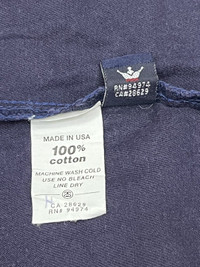 RN#94974
CA#28629
MADE IN USA
100%
cotton
MACHINE WASH COLD
USE NO BLEACH
LINE DRY
CA 28629
RN# 94974